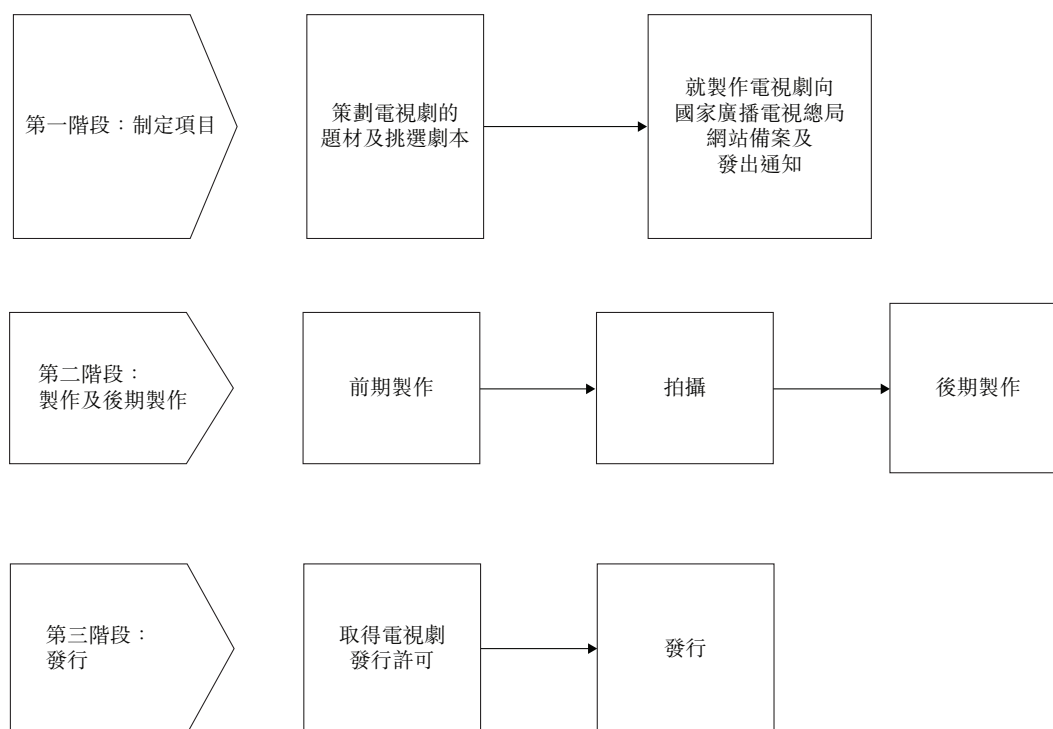 第一階段：制定項目
策劃電視劇的
題材及挑選劇本
就製作電視劇向
國家廣播電視總局
網站備案及
發出通知
第二階段：
製作及後期製作
前期製作
拍攝
後期製作
第三階段：
發行
取得電視劇
發行許可
發行